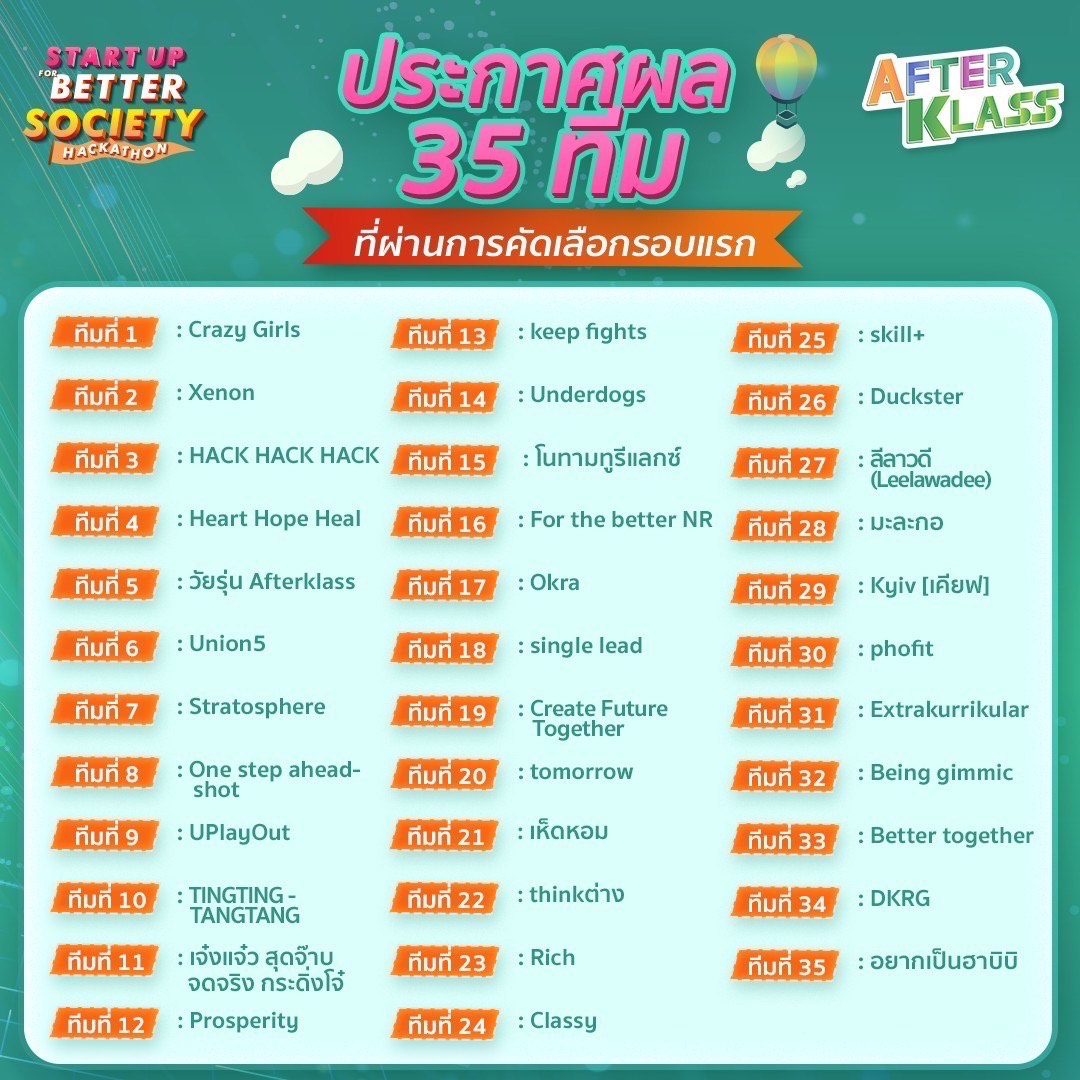 START UP
FOR BETTER
SOCIETY
HACKATHON
ประกาศผล
35 ทีม
AFTER
KLASS
ที่ผ่านการคัดเลือกรอบแรก
ทีมที่ 1 : Crazy Girls
ทีมที่ 2 : Xenon
ทีมที่ 3 : HACK HACK HACK
ทีมที่ 4 : Heart Hope Heal
ทีมที่ 5 : วัยรุ่น Afterklass
ทีมที่ 6 : Union5
ทีมที่ 7 : Stratosphere
ทีมที่ 8 : One step ahead-
shot
ทีมที่ 9 : UPlayOut
ทีมที่ 10 : TINGTING -
TANGTANG
ทีมที่ 11 : เจ๋งแจ๋ว สุดจ๊าบ
จดจริง กระดิ่งโจ๋
ทีมที่ 12 : Prosperity
ทีมที่ 13 : keep fights
ทีมที่ 14 : Underdogs
ทีมที่ 15 : โนทามทูรีแลกซ์
ทีมที่ 16 : For the better NR
ทีมที่ 17 : Okra
ทีมที่ 18 : single lead
ทีมที่ 19 : Create Future
Together
ทีมที่ 20 : tomorrow
ทีมที่ 21 : เห็ดหอม
ทีมที่ 22 : thinkต่าง
ทีมที่ 23 : Rich
ทีมที่ 24 : Classy
ทีมที่ 25 : skill+
ทีมที่ 26 : Duckster
ทีมที่ 27 : ลีลาวดี
(Leelawadee)
ทีมที่ 28 : มะละกอ
ทีมที่ 29 : Kyiv [เคียฟ]
ทีมที่ 30 : phofit
ทีมที่ 31 : Extrakurrikular
ทีมที่ 32 : Being gimmic
ทีมที่ 33 : Better together
ทีมที่ 34 : DKRG
ทีมที่ 35 : อยากเป็นฮาบิบิ